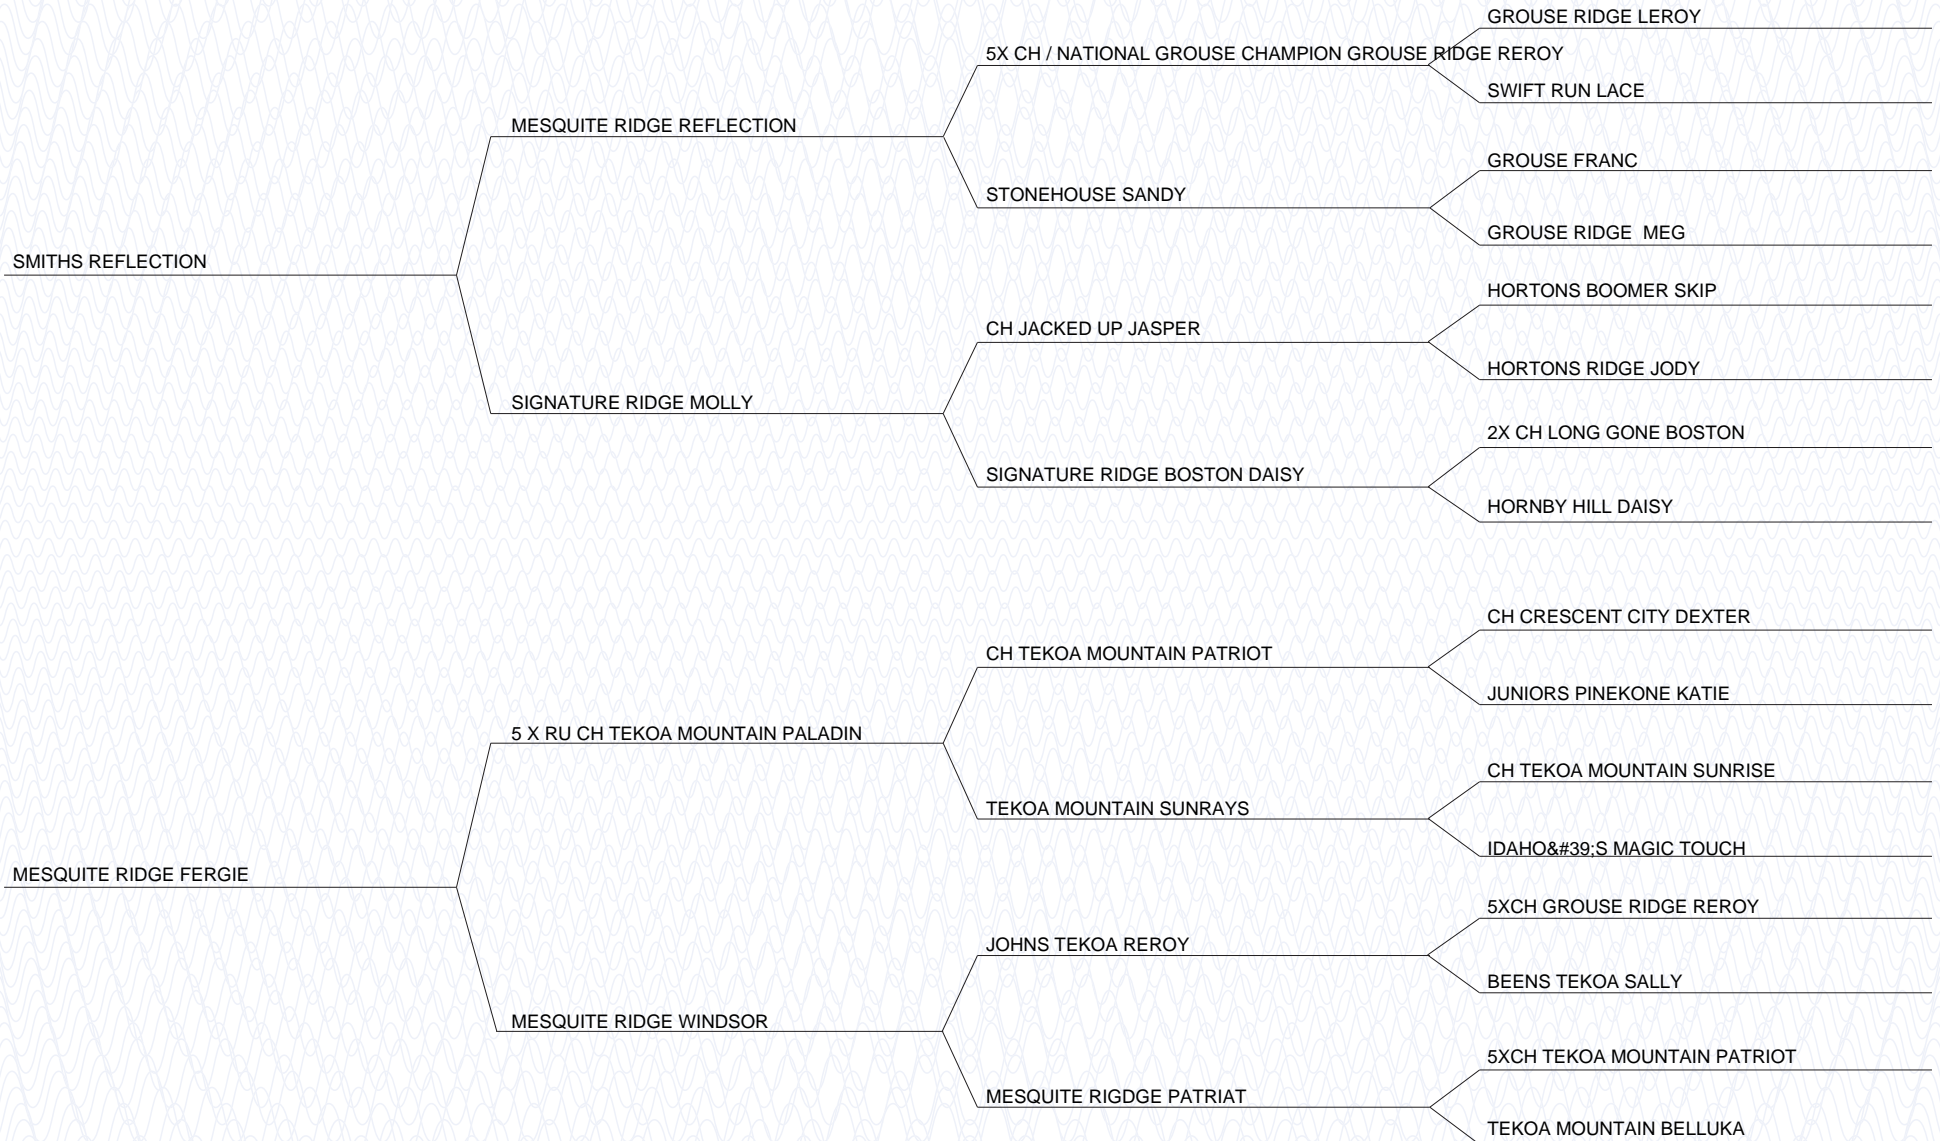 GROUSE RIDGE LEROY
5X CH / NATIONAL GROUSE CHAMPION GROUSE RIDGE REROY
SWIFT RUN LACE
MESQUITE RIDGE REFLECTION
GROUSE FRANC
STONEHOUSE SANDY
GROUSE RIDGE  MEG
SMITHS REFLECTION
HORTONS BOOMER SKIP
CH JACKED UP JASPER
HORTONS RIDGE JODY
SIGNATURE RIDGE MOLLY
2X CH LONG GONE BOSTON
SIGNATURE RIDGE BOSTON DAISY
HORNBY HILL DAISY
CH CRESCENT CITY DEXTER
CH TEKOA MOUNTAIN PATRIOT
JUNIORS PINEKONE KATIE
5 X RU CH TEKOA MOUNTAIN PALADIN
CH TEKOA MOUNTAIN SUNRISE
TEKOA MOUNTAIN SUNRAYS
IDAHO&#39;S MAGIC TOUCH
MESQUITE RIDGE FERGIE
5XCH GROUSE RIDGE REROY
JOHNS TEKOA REROY
BEENS TEKOA SALLY
MESQUITE RIDGE WINDSOR
5XCH TEKOA MOUNTAIN PATRIOT
MESQUITE RIGDGE PATRIAT
TEKOA MOUNTAIN BELLUKA